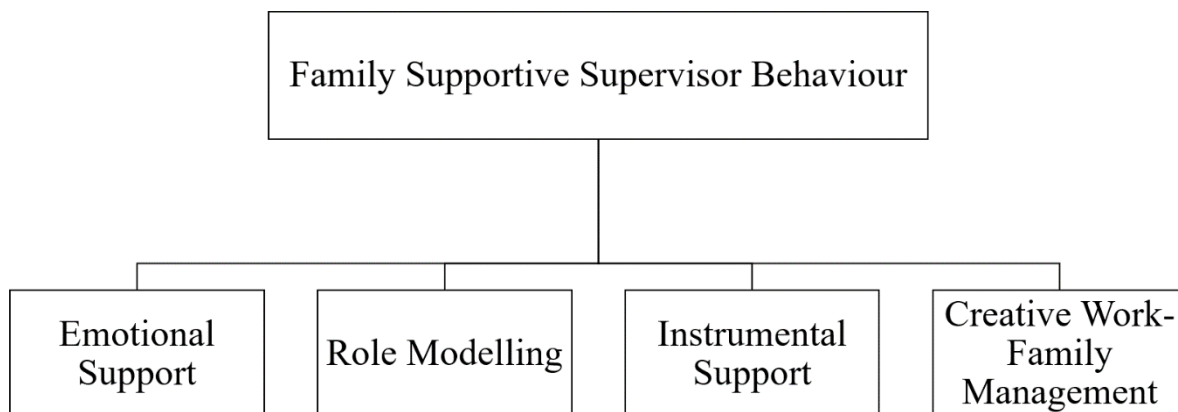 Family Supportive Supervisor Behaviour
Emotional
Support
Role Modelling
Instrumental
Support
Creative Work-
Family
Management